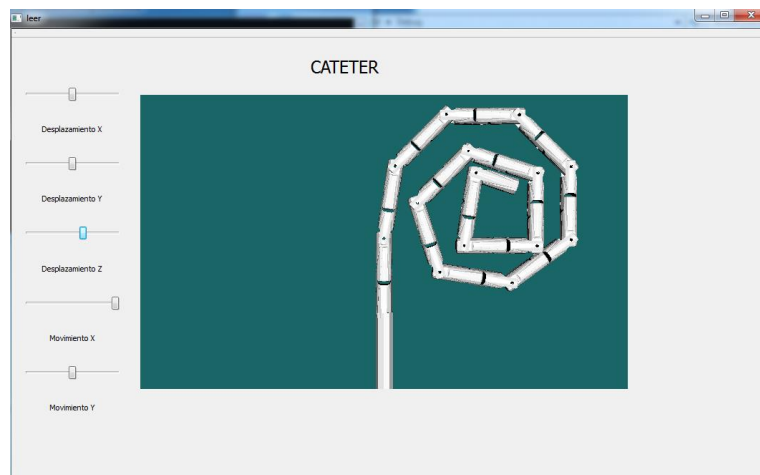 leer
CATETER
Desplazamiento X
Desplazamiento Y
Desplazamiento Z
Movimiento X
Movimiento Y